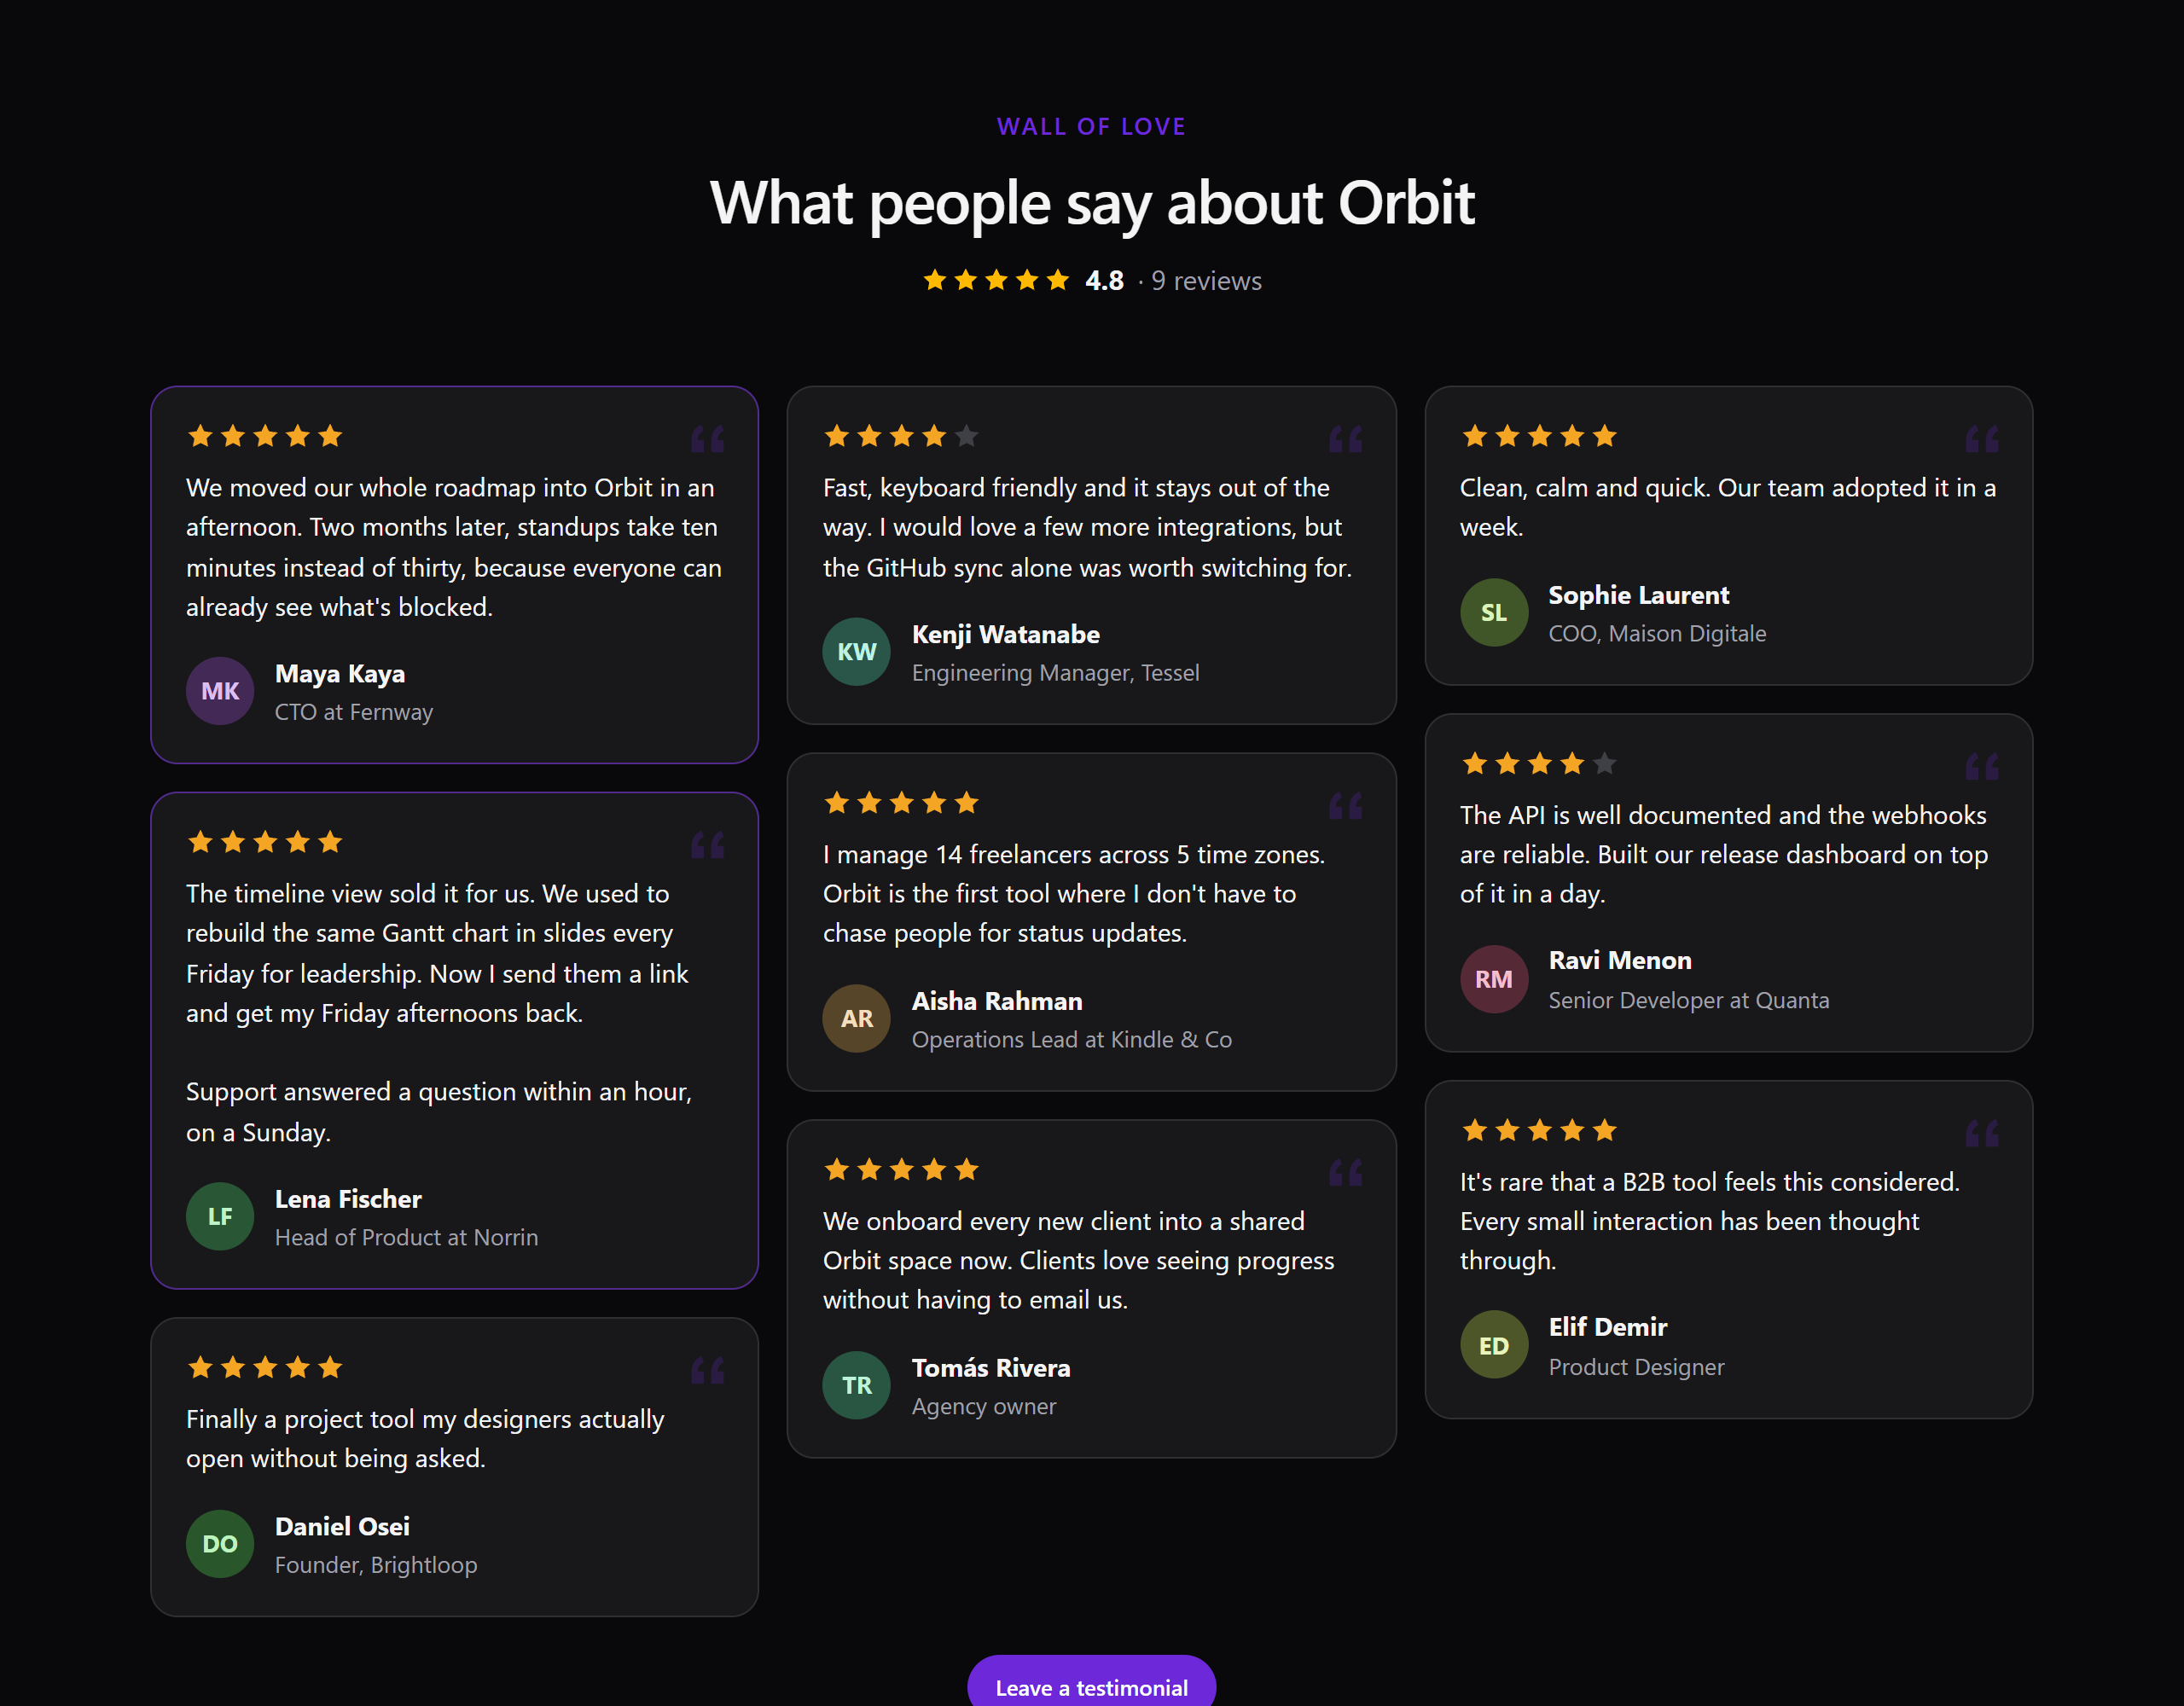 WALL OF LOVE
What people say about Orbit
4.8 · 9 reviews
We moved our whole roadmap into Orbit in an
afternoon. Two months later, standups take ten
minutes instead of thirty, because everyone can
already see what's blocked.
MK
Maya Kaya
CTO at Fernway
The timeline view sold it for us. We used to
rebuild the same Gantt chart in slides every
Friday for leadership. Now I send them a link
and get my Friday afternoons back.
Support answered a question within an hour,
on a Sunday.
LF
Lena Fischer
Head of Product at Norrin
Finally a project tool my designers actually
open without being asked.
DO
Daniel Osei
Founder, Brightloop
Fast, keyboard friendly and it stays out of the
way. I would love a few more integrations, but
the GitHub sync alone was worth switching for.
KW
Kenji Watanabe
Engineering Manager, Tessel
I manage 14 freelancers across 5 time zones.
Orbit is the first tool where I don't have to
chase people for status updates.
AR
Aisha Rahman
Operations Lead at Kindle & Co
We onboard every new client into a shared
Orbit space now. Clients love seeing progress
without having to email us.
TR
Tomás Rivera
Agency owner
Clean, calm and quick. Our team adopted it in a
week.
SL
Sophie Laurent
COO, Maison Digitale
The API is well documented and the webhooks
are reliable. Built our release dashboard on top
of it in a day.
RM
Ravi Menon
Senior Developer at Quanta
It's rare that a B2B tool feels this considered.
Every small interaction has been thought
through.
ED
Elif Demir
Product Designer
Leave a testimonial